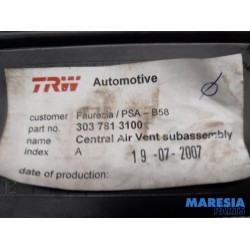 TRW Automotive
customer Faurecia / PSA - B58
part no. 303 781 3100
name Central Air Vent subassembly
index A
19-07-2007
date of production:
MARESIA
PARTS